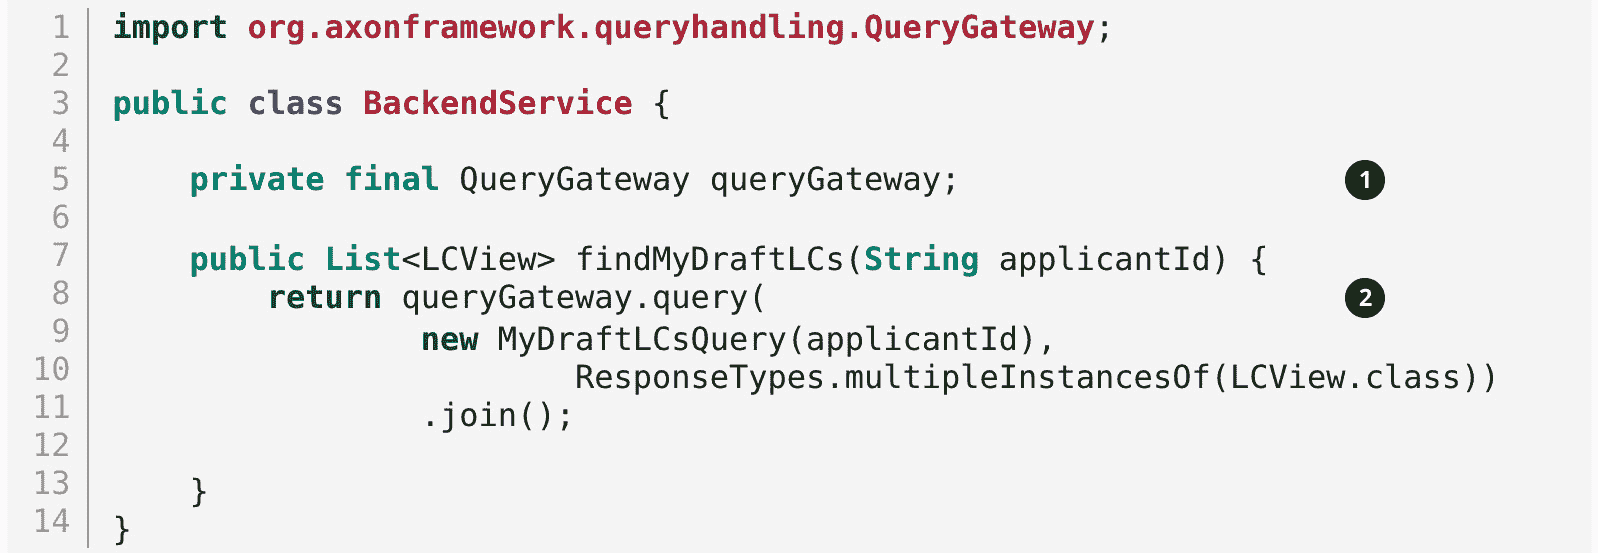 1 import org.axonframework.queryhandling.QueryGateway;
2
3 public class BackendService {
4
5     private final QueryGateway queryGateway; 1
6
7     public List<LCView> findMyDraftLCs(String applicantId) {
8         return queryGateway.query( 2
9                 new MyDraftLCsQuery(applicantId),
10                         ResponseTypes.multipleInstancesOf(LCView.class))
11                 .join();
12
13     }
14 }